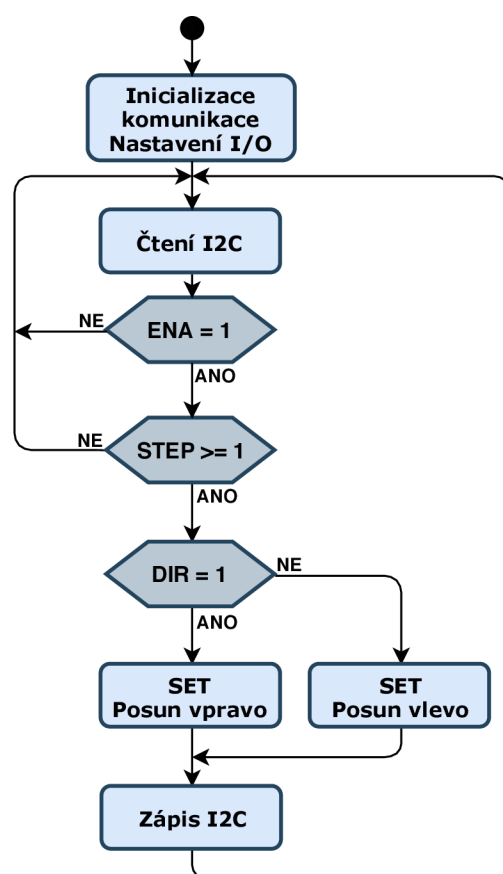 Inicializace
komunikace
Nastavení I/O
Čtení I2C
NE
ENA = 1
ANO
NE
STEP >= 1
ANO
DIR = 1
NE
ANO
SET
Posun vpravo
SET
Posun vlevo
Zápis I2C